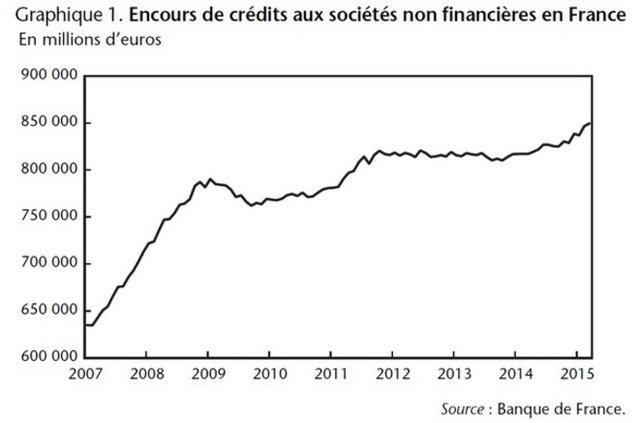 Graphique 1. Encours de crédits aux sociétés non financières en France
En millions d’euros
900 000
850 000
800 000
750 000
700 000
650 000
600 000
2007 2008 2009 2010 2011 2012 2013 2014 2015
Source : Banque de France.